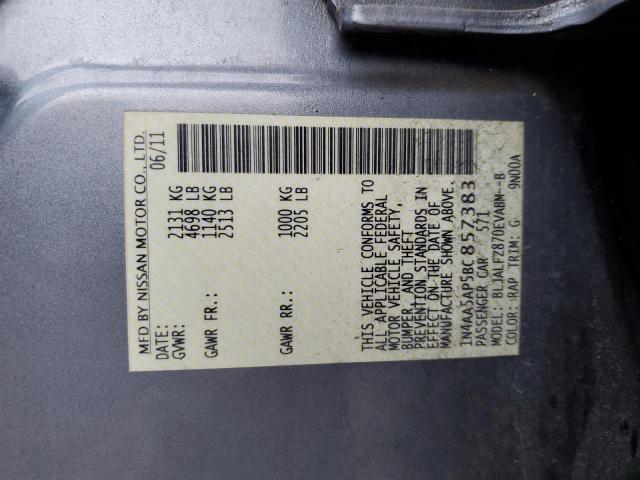 MFD BY NISSAN MOTOR CO., LTD.
DATE: 06/11
GVWR: 2131 KG
4698 LB
GAWR FR: 1140 KG
2513 LB
GAWR RR: 1000 KG
2205 LB
THIS VEHICLE CONFORMS TO
ALL APPLICABLE FEDERAL
MOTOR VEHICLE SAFETY,
BUMPER, AND THEFT
PREVENTION STANDARDS IN
EFFECT ON THE DATE OF
MANUFACTURE SHOWN ABOVE.
1N4AA5AP5BC857383
PASSENGER CAR 571
MODEL: BLJALFZ870EVABM--B
COLOR: RAP TRIM: G 9N00A